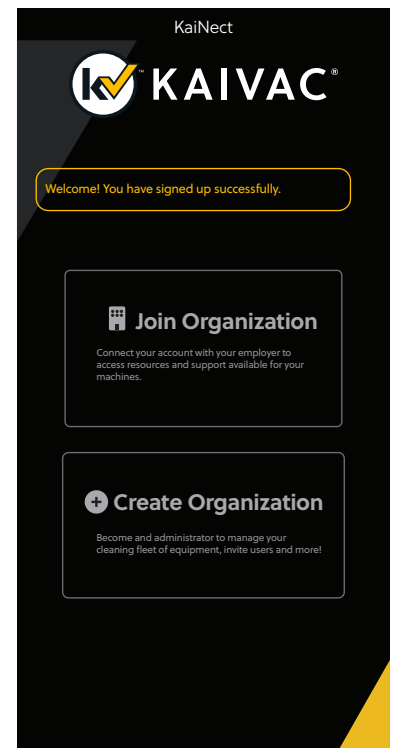 KaiNect
KV™ KAIVAC®
Welcome! You have signed up successfully.
Join Organization
Connect your account with your employer to
access resources and support available for your
machines.
Create Organization
Become and administrator to manage your
cleaning fleet of equipment, invite users and more!